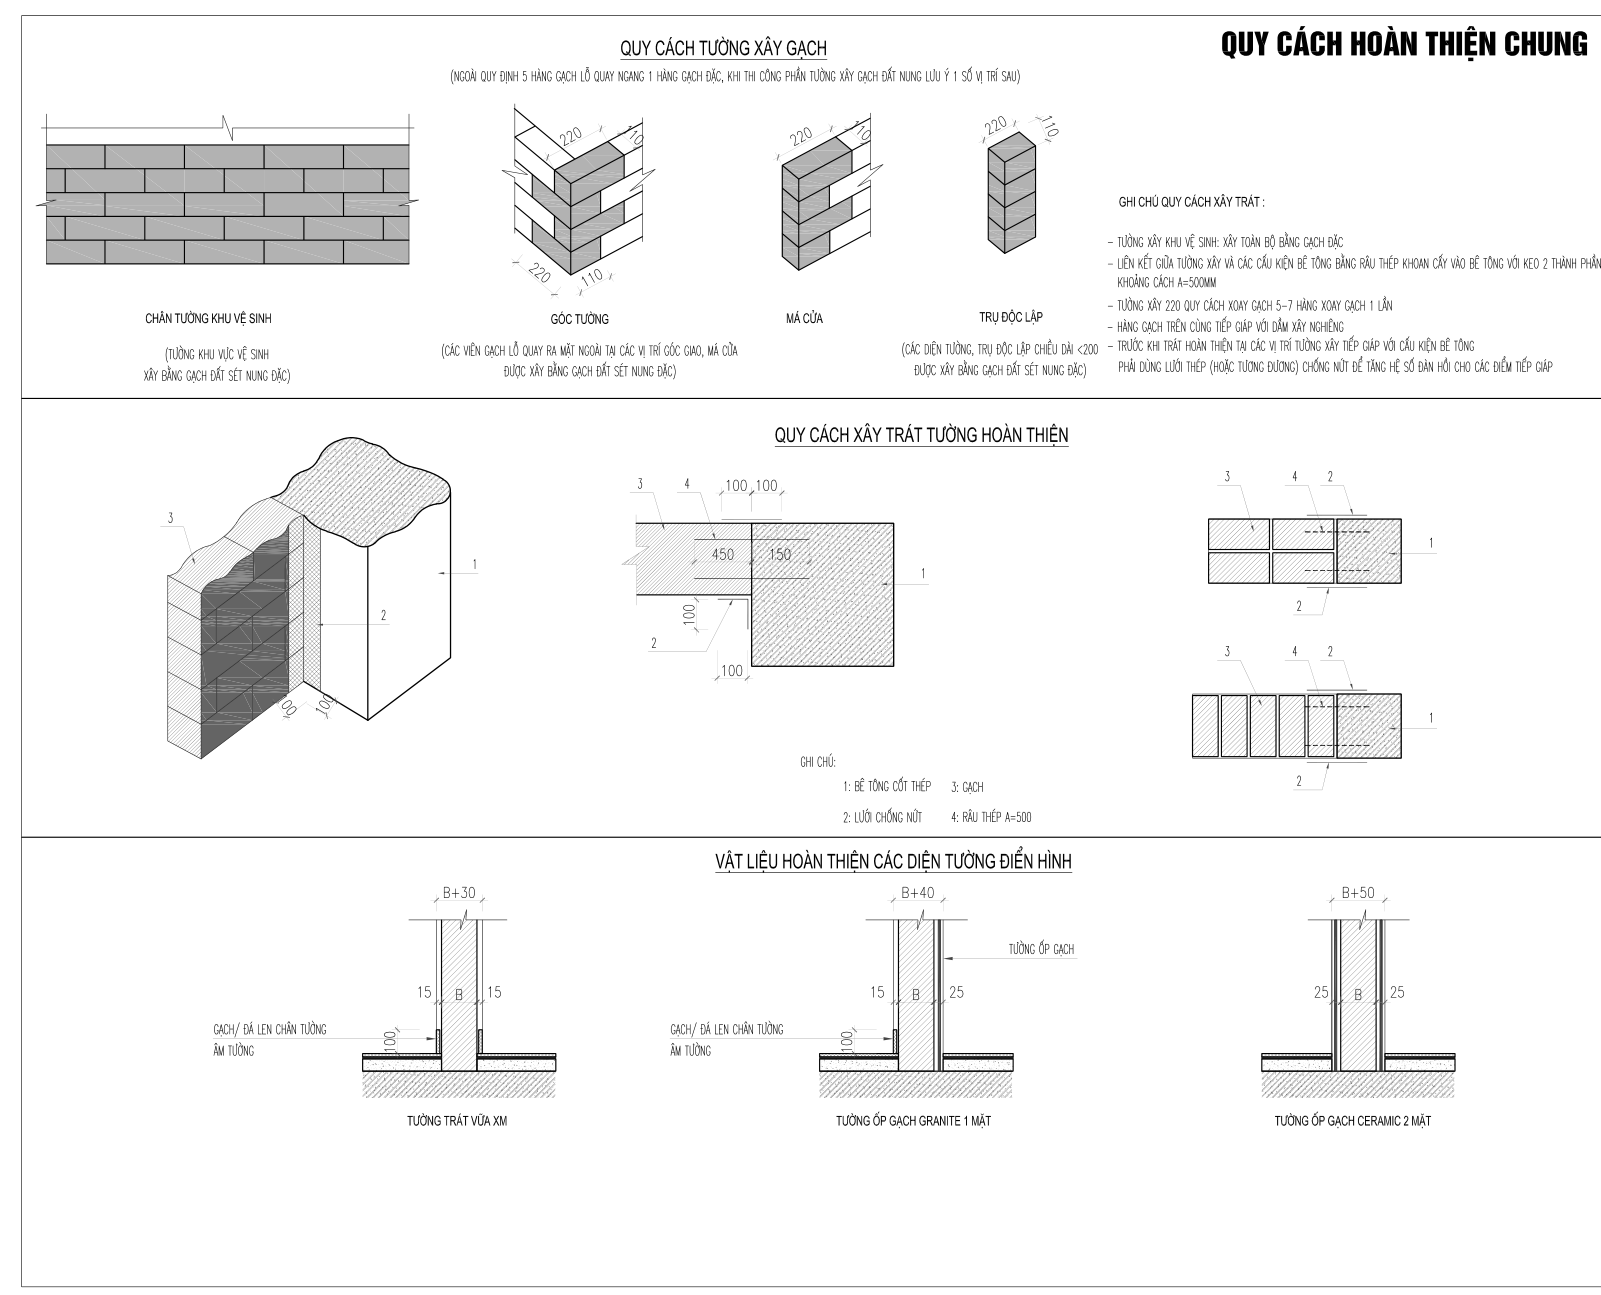 QUY CÁCH HOÀN THIỆN CHUNG
QUY CÁCH TƯỜNG XÂY GẠCH
(NGOÀI QUY ĐỊNH 5 HÀNG GẠCH LỖ QUAY NGANG 1 HÀNG GẠCH ĐẶC, KHI THI CÔNG PHẦN TƯỜNG XÂY GẠCH ĐẤT NUNG LƯU Ý 1 SỐ VỊ TRÍ SAU)
220
110
220
110
220
110
220
110
CHÂN TƯỜNG KHU VỆ SINH
(TƯỜNG KHU VỰC VỆ SINH
XÂY BẰNG GẠCH ĐẤT SÉT NUNG ĐẶC)
GÓC TƯỜNG
MÁ CỬA
(CÁC VIÊN GẠCH LỖ QUAY RA MẶT NGOÀI TẠI CÁC VỊ TRÍ GÓC GIAO, MÁ CỬA
ĐƯỢC XÂY BẰNG GẠCH ĐẤT SÉT NUNG ĐẶC)
TRỤ ĐỘC LẬP
(CÁC DIỆN TƯỜNG, TRỤ ĐỘC LẬP CHIỀU DÀI <200
ĐƯỢC XÂY BẰNG GẠCH ĐẤT SÉT NUNG ĐẶC)
GHI CHÚ QUY CÁCH XÂY TRÁT :
- TƯỜNG XÂY KHU VỆ SINH: XÂY TOÀN BỘ BẰNG GẠCH ĐẶC
- LIÊN KẾT GIỮA TƯỜNG XÂY VÀ CÁC CẤU KIỆN BÊ TÔNG BẰNG RÂU THÉP KHOAN CẤY VÀO BÊ TÔNG VỚI KEO 2 THÀNH PHẦN
KHOẢNG CÁCH A=500MM
- TƯỜNG XÂY 220 QUY CÁCH XOAY GẠCH 5-7 HÀNG XOAY GẠCH 1 LẦN
- HÀNG GẠCH TRÊN CÙNG TIẾP GIÁP VỚI DẦM XÂY NGHIÊNG
- TRƯỚC KHI TRÁT HOÀN THIỆN TẠI CÁC VỊ TRÍ TƯỜNG XÂY TIẾP GIÁP VỚI CẤU KIỆN BÊ TÔNG
PHẢI DÙNG LƯỚI THÉP (HOẶC TƯƠNG ĐƯƠNG) CHỐNG NỨT ĐỂ TĂNG HỆ SỐ ĐÀN HỒI CHO CÁC ĐIỂM TIẾP GIÁP
QUY CÁCH XÂY TRÁT TƯỜNG HOÀN THIỆN
3
1
2
100
100
3
4
100
100
450
150
1
100
2
100
3
4
2
1
2
3
4
2
1
2
GHI CHÚ:
1: BÊ TÔNG CỐT THÉP
3: GẠCH
2: LƯỚI CHỐNG NỨT
4: RÂU THÉP A=500
VẬT LIỆU HOÀN THIỆN CÁC DIỆN TƯỜNG ĐIỂN HÌNH
B+30
15
B
15
100
GẠCH/ ĐÁ LEN CHÂN TƯỜNG
ÂM TƯỜNG
TƯỜNG TRÁT VỮA XM
B+40
TƯỜNG ỐP GẠCH
15
B
25
100
GẠCH/ ĐÁ LEN CHÂN TƯỜNG
ÂM TƯỜNG
TƯỜNG ỐP GẠCH GRANITE 1 MẶT
B+50
25
B
25
TƯỜNG ỐP GẠCH CERAMIC 2 MẶT